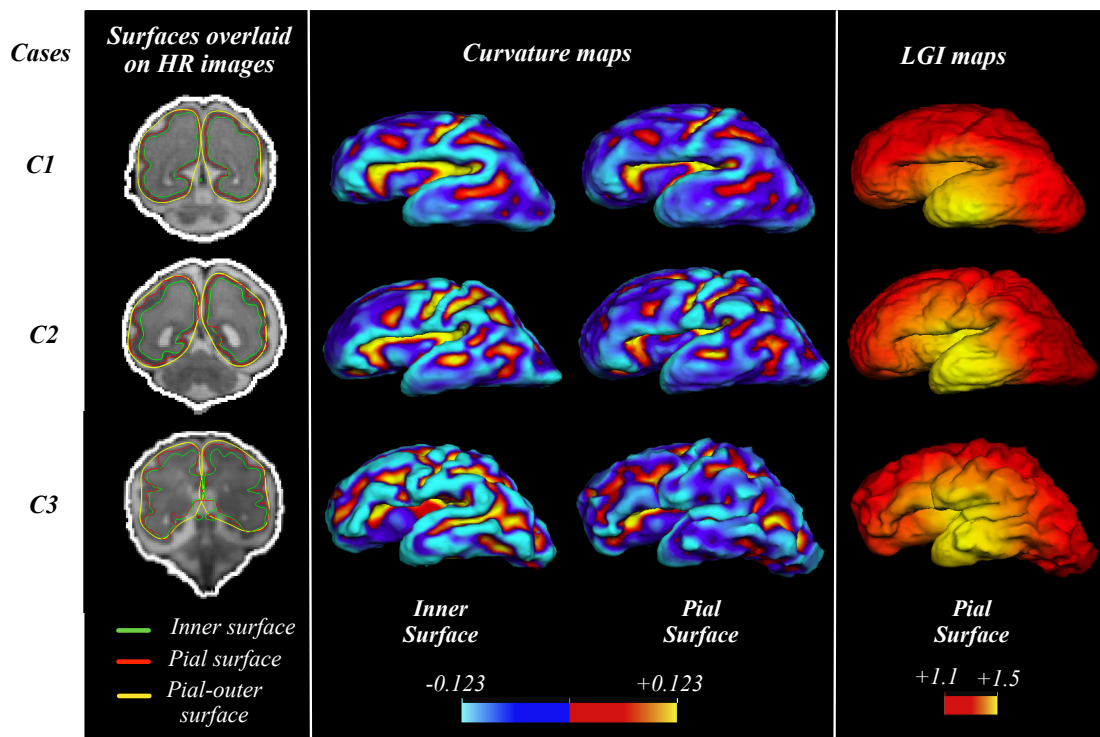 Cases
Surfaces overlaid
on HR images
Curvature maps
LGI maps
C1
C2
C3
Inner surface
Pial surface
Pial-outer
surface
Inner
Surface
Pial
Surface
Pial
Surface
-0.123
+0.123
+1.1
+1.5